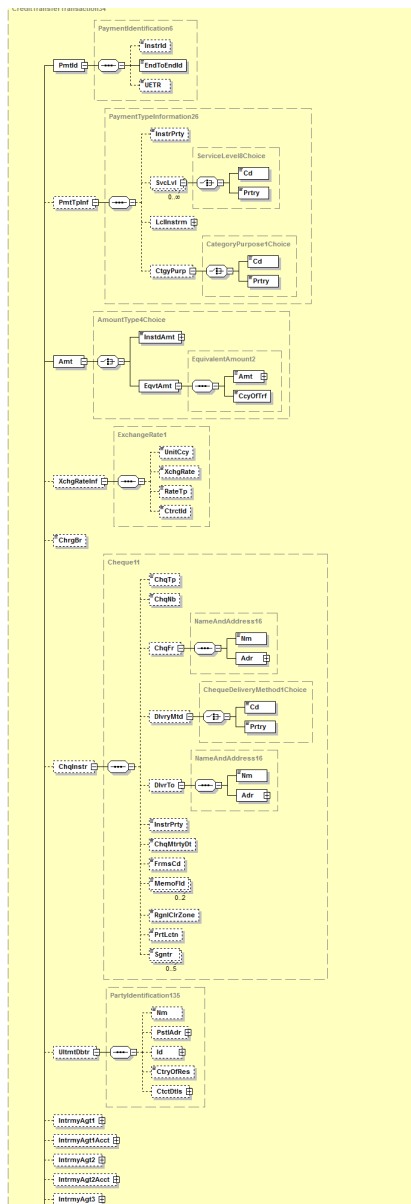 CreditTransferTransaction34
PaymentIdentification6
InstrId
PmtId
EndToEndId
UETR
PaymentTypeInformation26
InstrPrty
ServiceLevel8Choice
Cd
SvcLvl
Prtry
0..∞
PmtTpInf
LclInstrm
CategoryPurpose1Choice
Cd
CtgyPurp
Prtry
AmountType4Choice
InstdAmt
Amt
EquivalentAmount2
Amt
EqvtAmt
CcyOfTrf
ExchangeRate1
UnitCcy
XchgRate
XchgRateInf
RateTp
CtrctId
ChrgBr
Cheque11
ChqTp
ChqNb
NameAndAddress16
Nm
ChqFr
Adr
ChequeDeliveryMethod1Choice
Cd
DlvryMtd
Prtry
NameAndAddress16
ChqInstr
Nm
DlvrTo
Adr
InstrPrty
ChqMtrtyDt
FrmsCd
MemoFld
0..2
RgnlClrZone
PrtLctn
Sgntr
0..5
PartyIdentification135
Nm
PstlAdr
UltmtDbtr
Id
CtryOfRes
CtctDtls
IntrmyAgt1
IntrmyAgt1Acct
IntrmyAgt2
IntrmyAgt2Acct
IntrmyAgt3